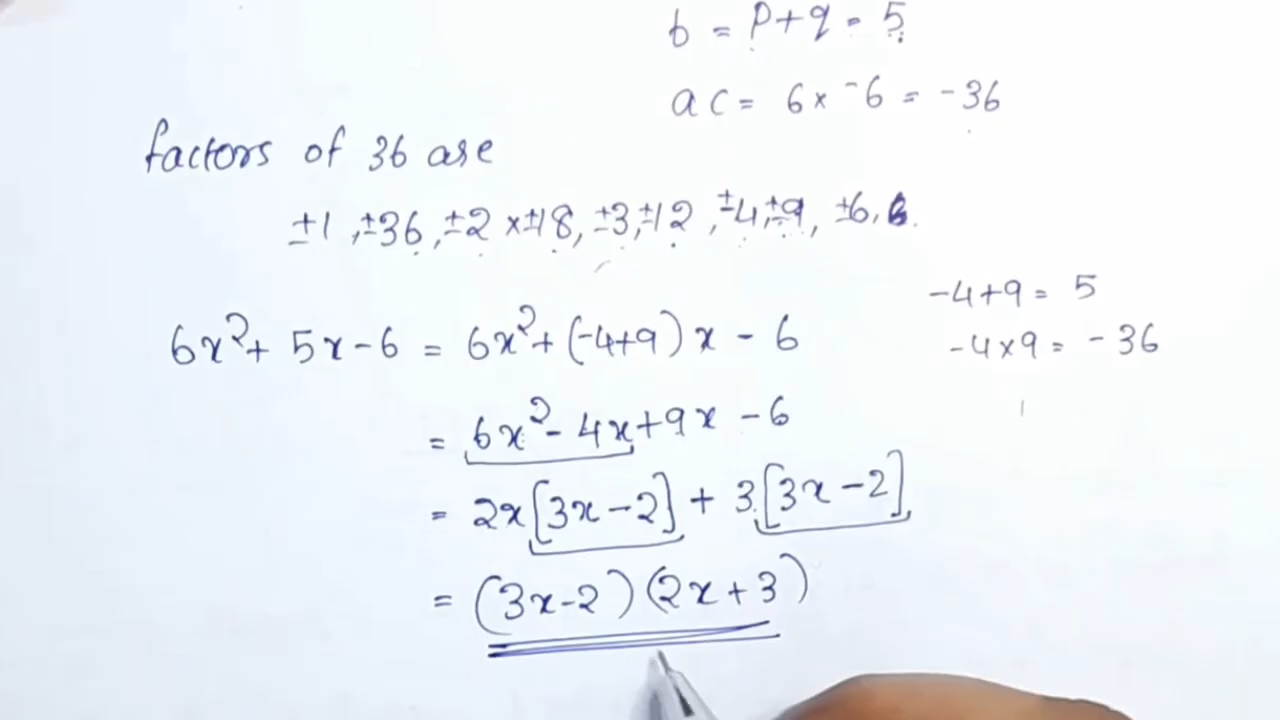 b = p+q = 5
ac = 6× -6 = -36
factors of 36 are
±1, ±36, ±2 × ±18, ±3, ±12, ±4, ±9, ±6, 6.
-4+9 = 5
6x²+ 5x-6 = 6x²+ (-4+9)x - 6
-4×9 = -36
= 6x² - 4x+9x - 6
= 2x[3x-2] + 3[3x-2]
= (3x-2)(2x+3)